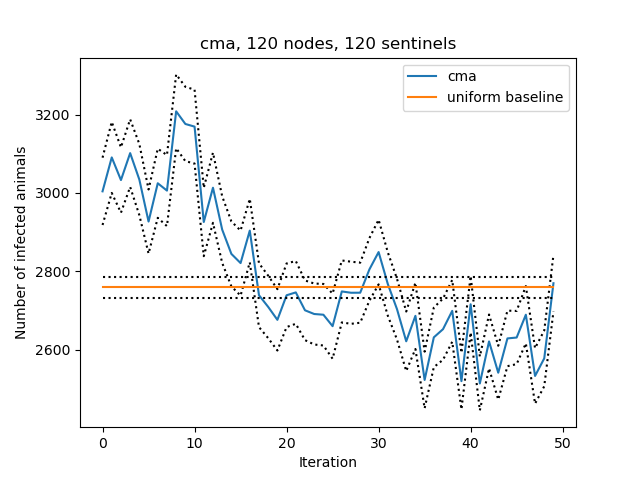 cma, 120 nodes, 120 sentinels
cma
uniform baseline
Number of infected animals
3200
3000
2800
2600
0 10 20 30 40 50
Iteration